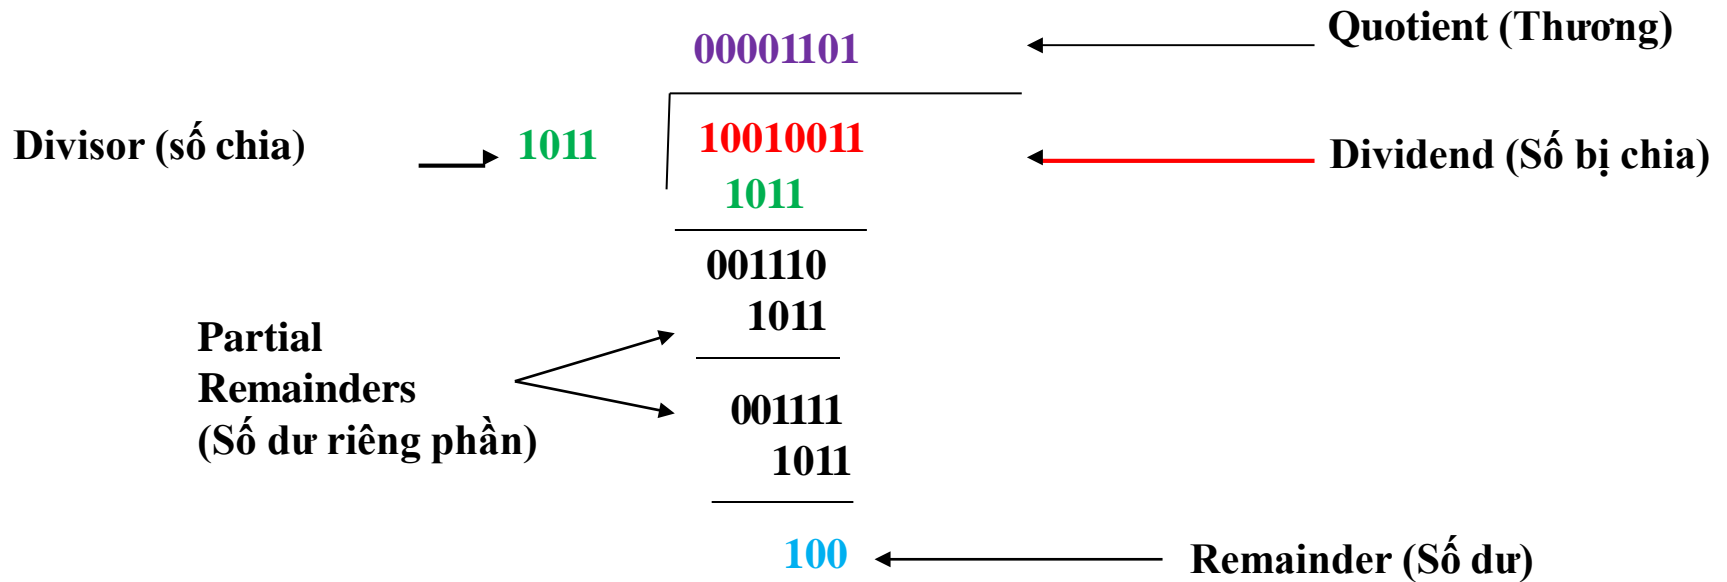 Quotient (Thương)
00001101
Divisor (số chia)
1011
10010011
Dividend (Số bị chia)
1011
001110
1011
Partial
Remainders
(Số dư riêng phần)
001111
1011
100
Remainder (Số dư)